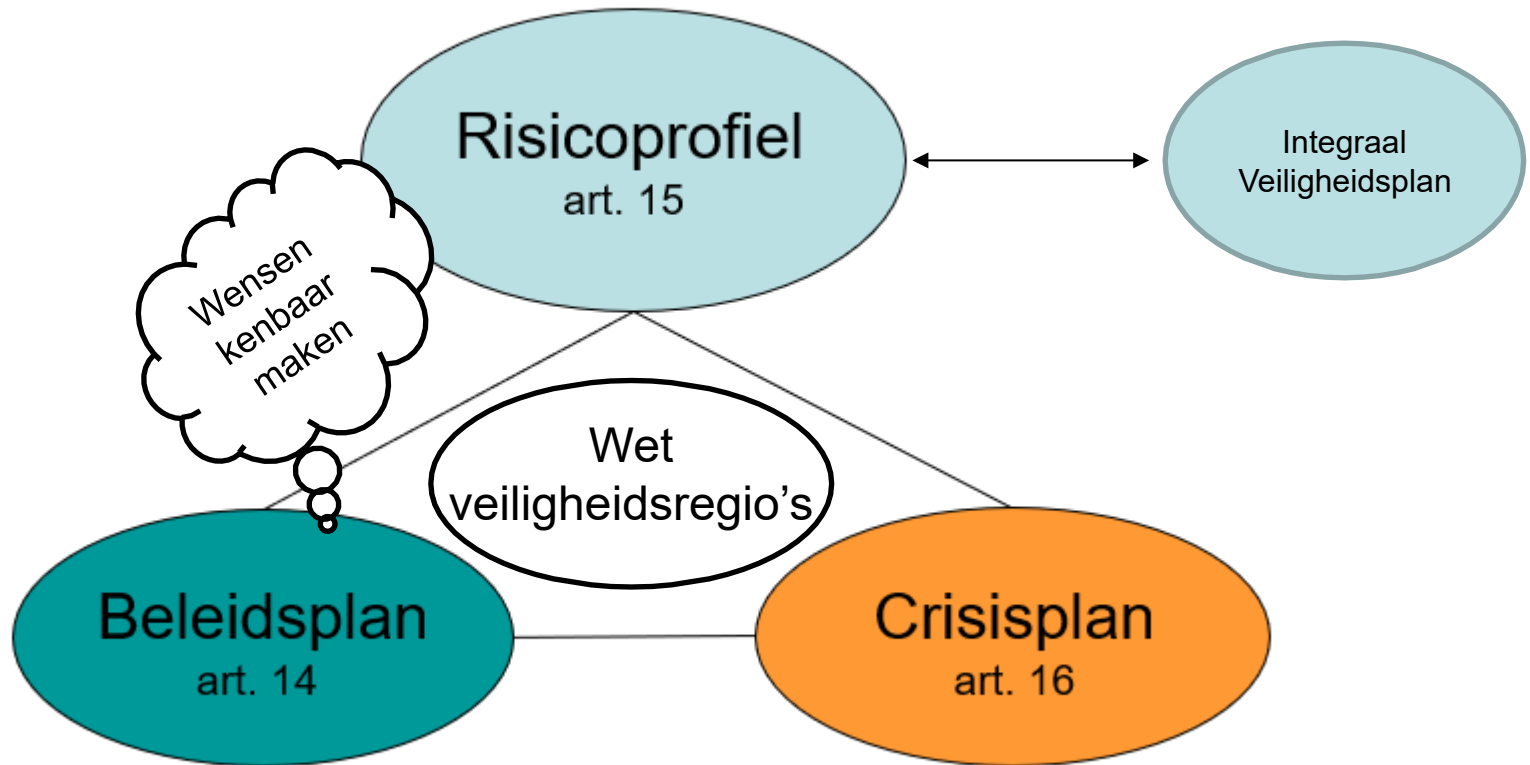 Risicoprofiel
art. 15
Integraal
Veiligheidsplan
Wensen
kenbaar
maken
Wet
veiligheidsregio’s
Beleidsplan
art. 14
Crisisplan
art. 16